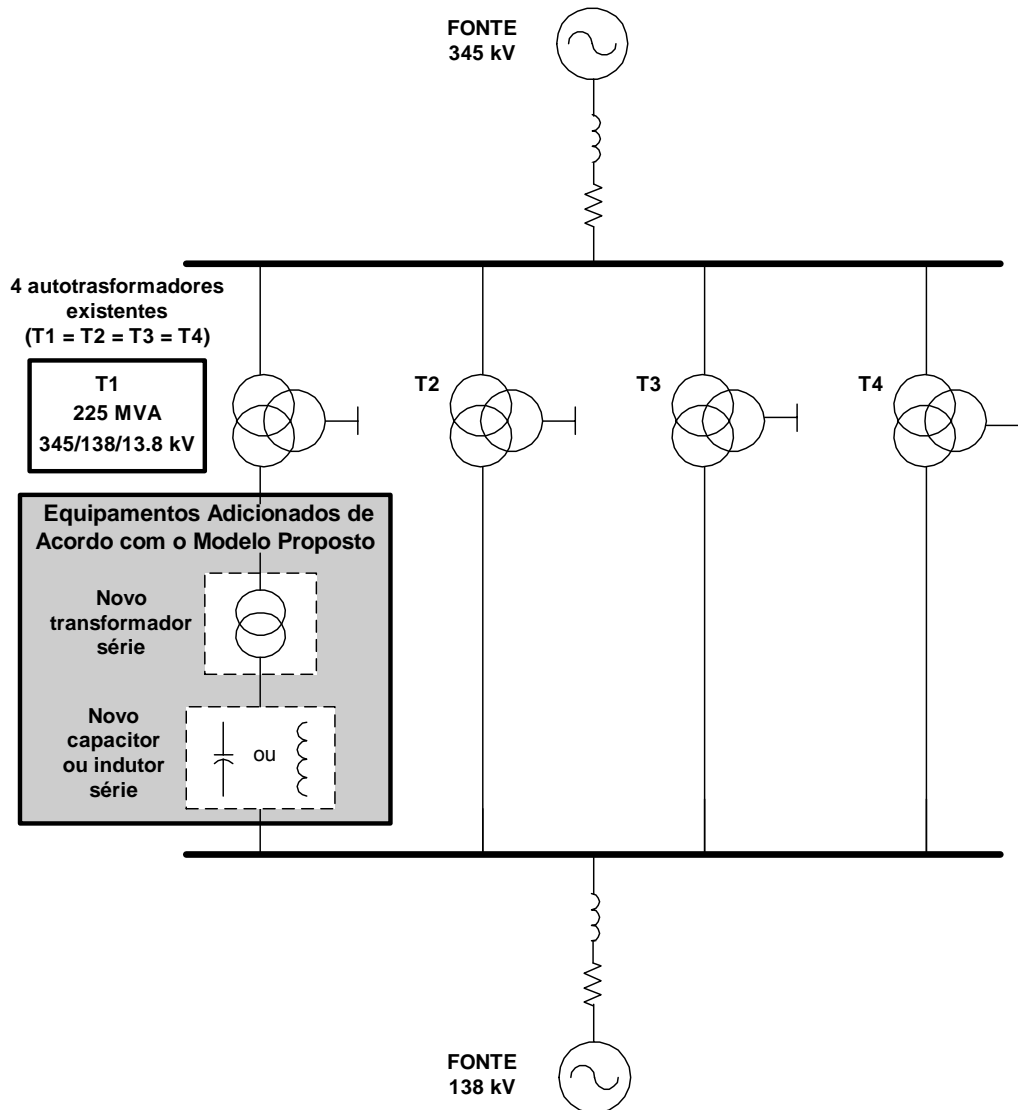 FONTE
345 kV
4 autotrasformadores
existentes
(T1 = T2 = T3 = T4)
T1
225 MVA
345/138/13.8 kV
T2
T3
T4
Equipamentos Adicionados de
Acordo com o Modelo Proposto
Novo
transformador
série
Novo
capacitor
ou indutor
série
ou
FONTE
138 kV